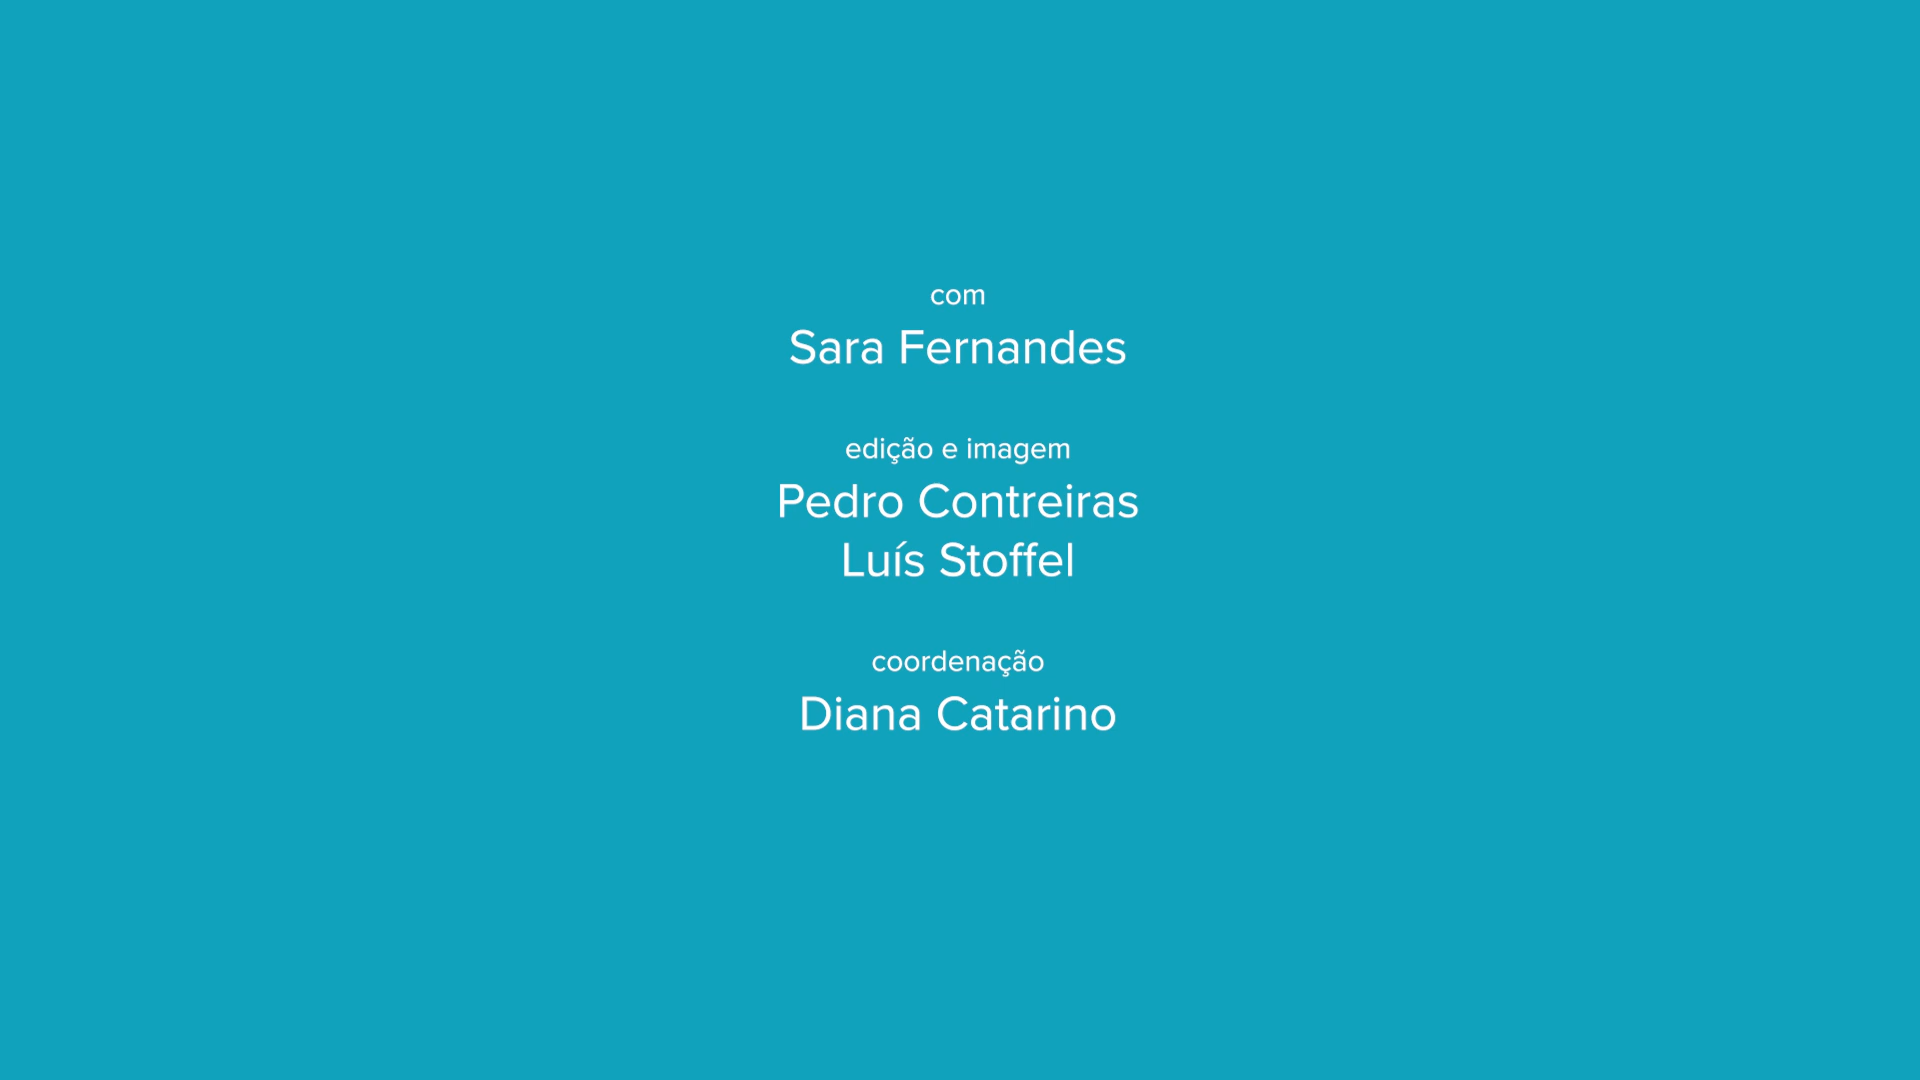 com
Sara Fernandes
edição e imagem
Pedro Contreiras
Luís Stoffel
coordenação
Diana Catarino